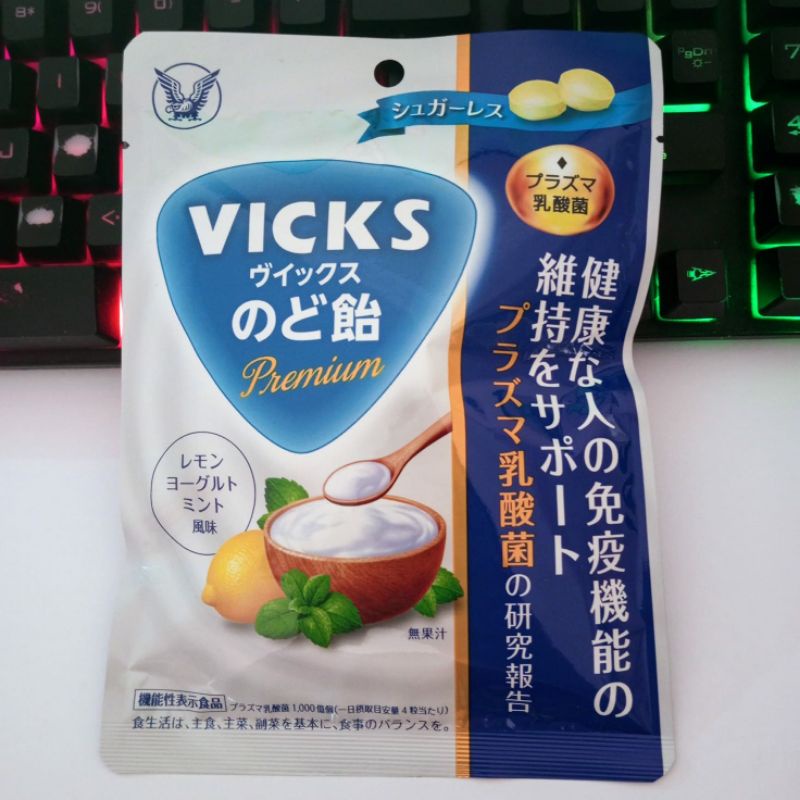 シュガーレス
VICKS
ヴイックス
のど飴
Premium
プラズマ
乳酸菌
健康な人の免疫機能の
維持をサポート
プラズマ乳酸菌の研究報告
レモン
ヨーグルト
ミント
風味
無果汁
機能性表示食品 プラズマ乳酸菌1,000億個(一日摂取目安量4粒当たり)
食生活は、主食、主菜、副菜を基本に、食事のバランスを。
PgDn
7
4
J
8*
9(